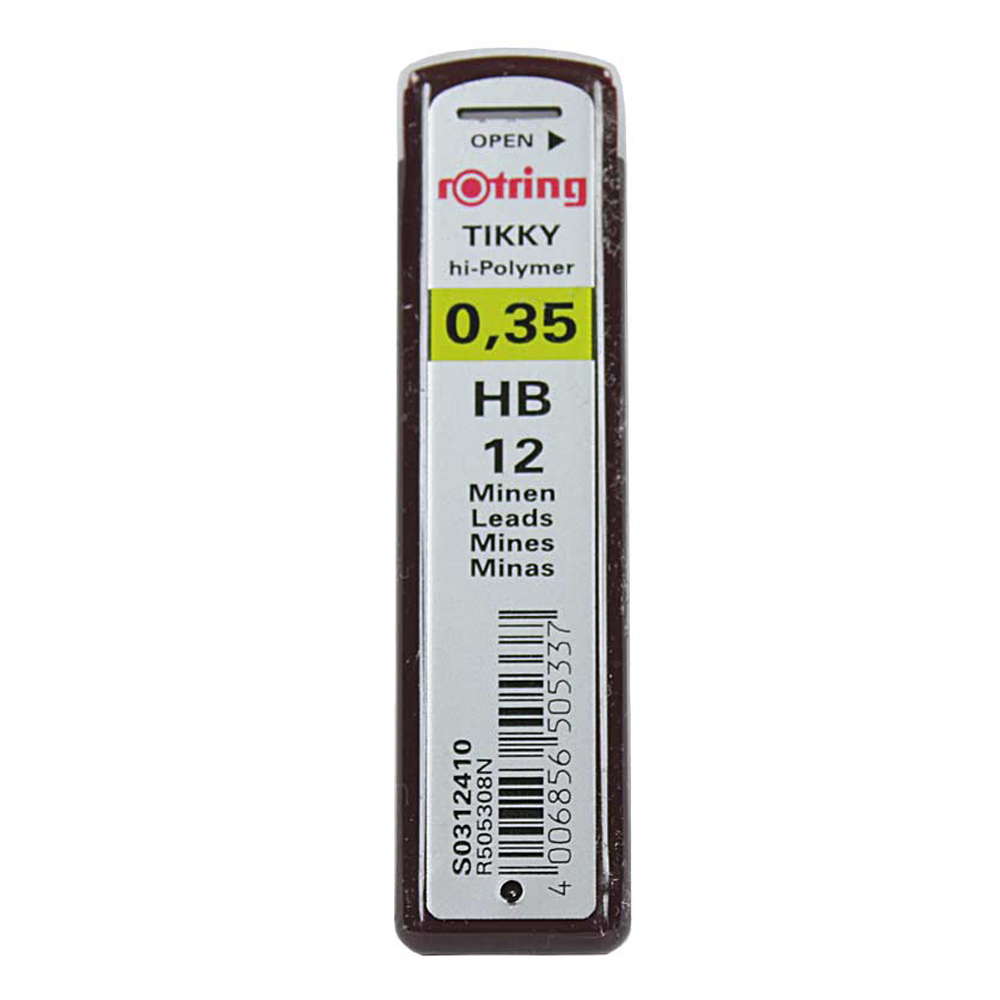 OPEN ▶
rotring
TIKKY
hi-Polymer
0,35
HB
12
Minen
Leads
Mines
Minas
S0312410
R505308N
4 006856 505337